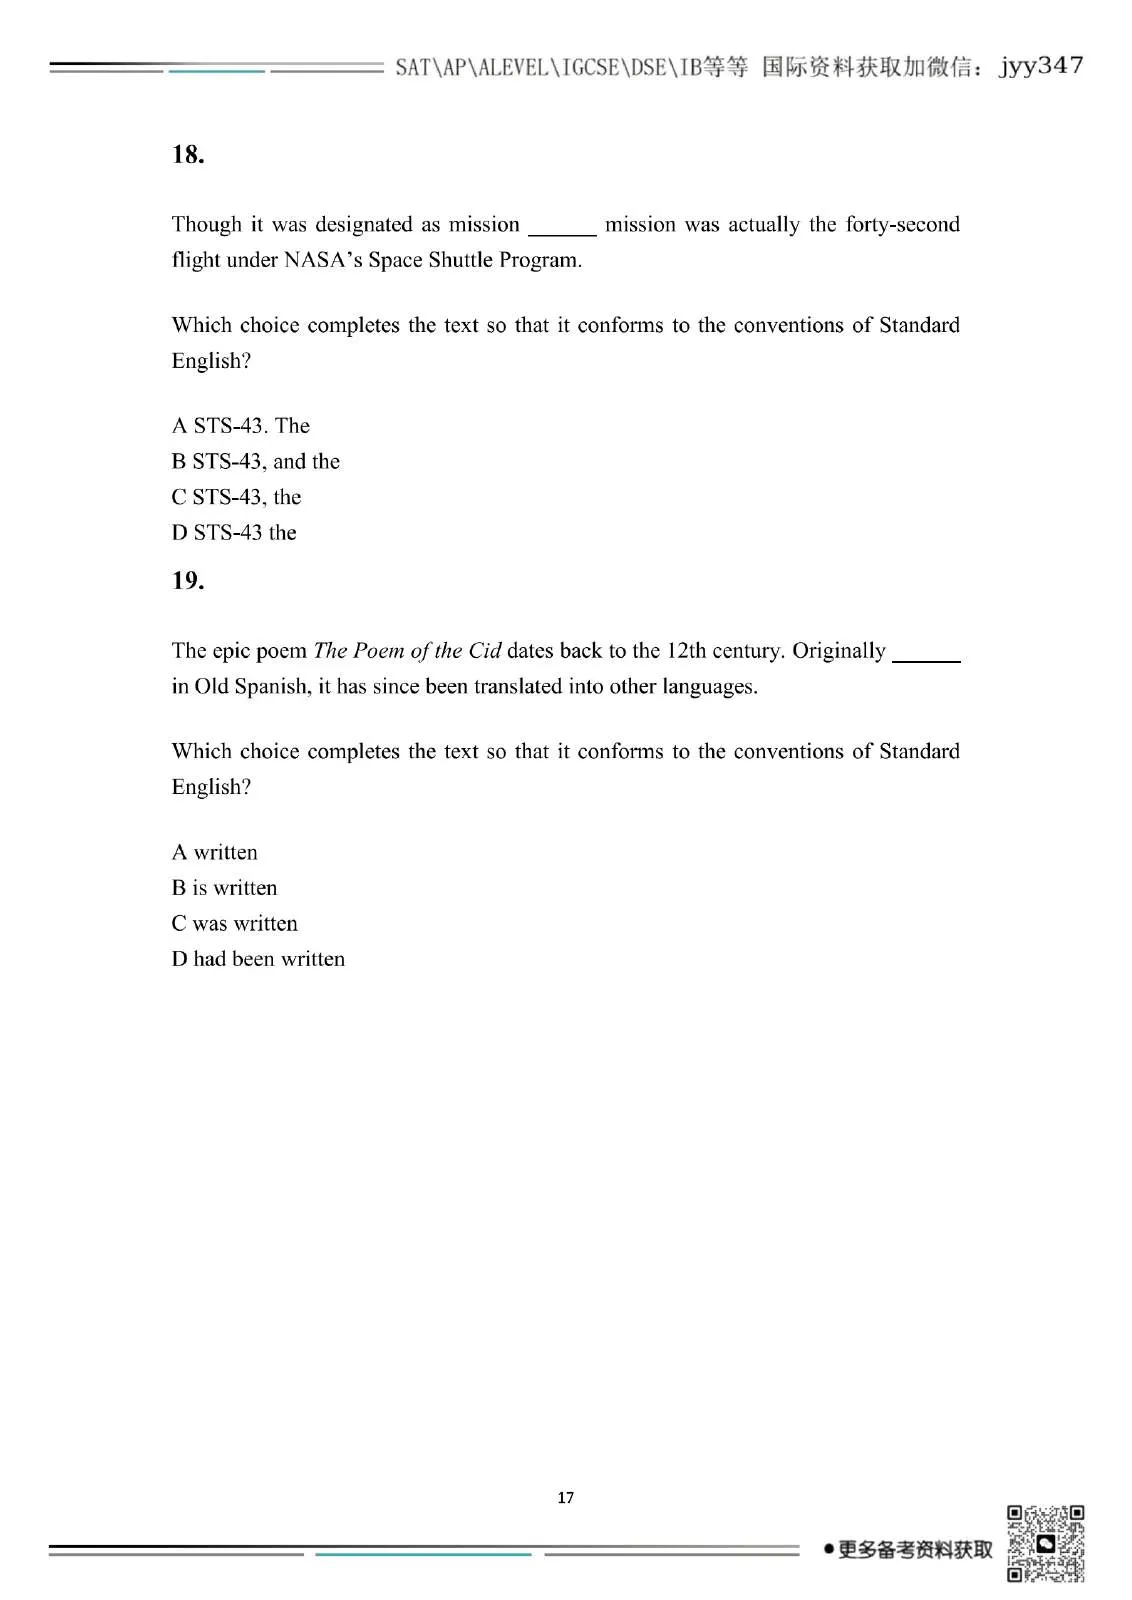 SAT\AP\ALEVEL\IGCSE\DSE\IB等等 国际资料获取加微信：jyy347
18.
Though it was designated as mission ______ mission was actually the forty-second
flight under NASA’s Space Shuttle Program.
Which choice completes the text so that it conforms to the conventions of Standard
English?
A STS-43. The
B STS-43, and the
C STS-43, the
D STS-43 the
19.
The epic poem The Poem of the Cid dates back to the 12th century. Originally ______
in Old Spanish, it has since been translated into other languages.
Which choice completes the text so that it conforms to the conventions of Standard
English?
A written
B is written
C was written
D had been written
17
●更多备考资料获取